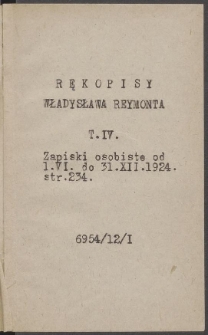 RĘKOPISY
WŁADYSŁAWA REYMONTA
T.IV.
Zapiski osobiste od
1.VI. do 31.XII.1924.
str.234.
6954/12/I